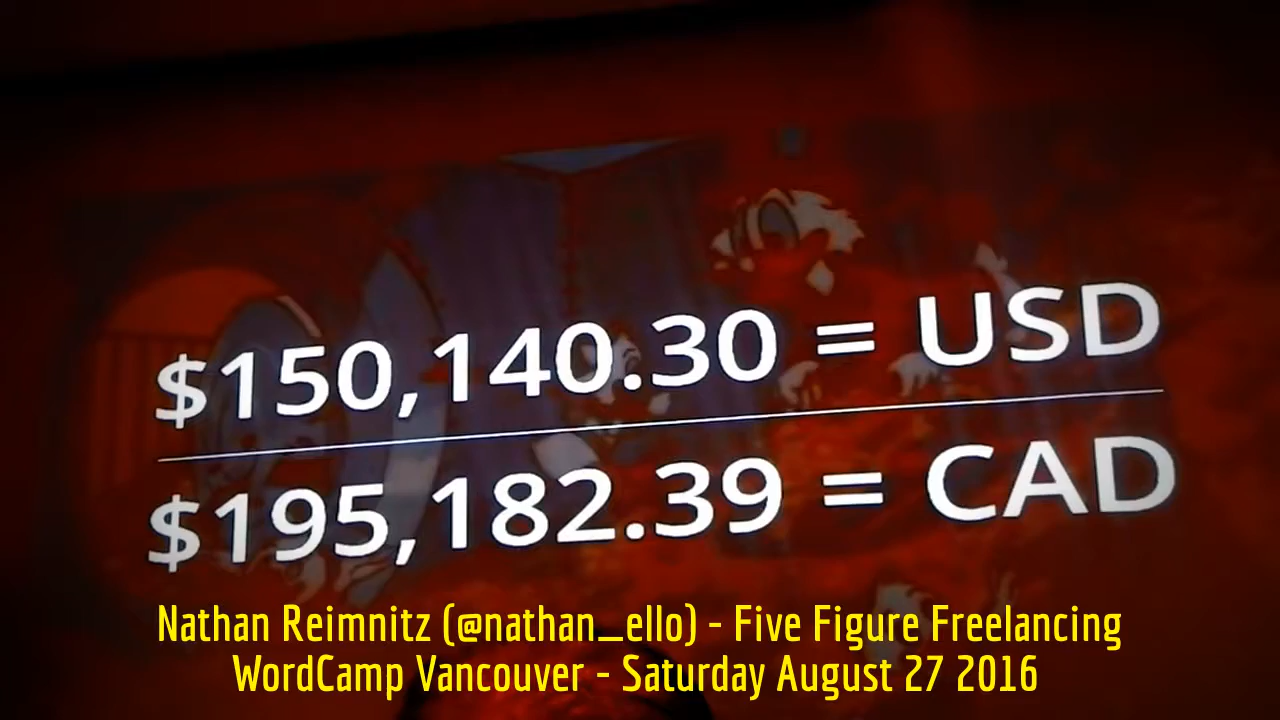 $150,140.30 = USD
$195,182.39 = CAD
Nathan Reimnitz (@nathan_ello) - Five Figure Freelancing
WordCamp Vancouver - Saturday August 27 2016